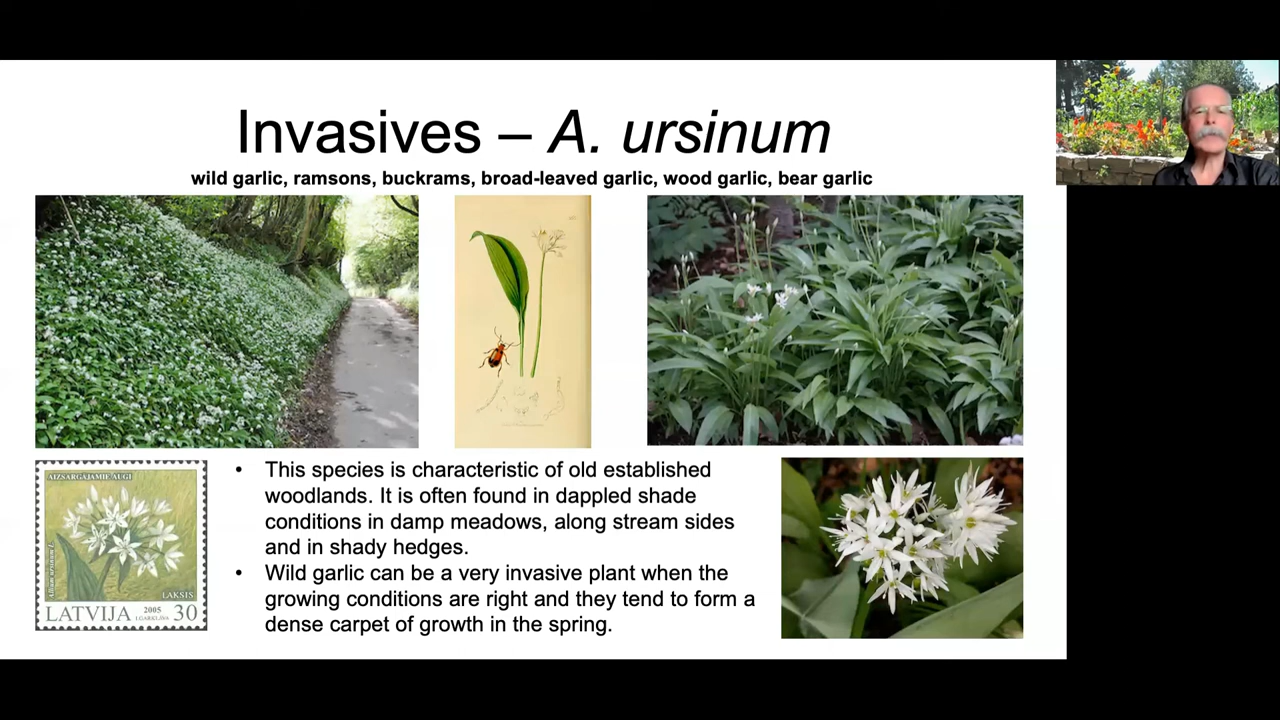 Invasives – A. ursinum
wild garlic, ramsons, buckrams, broad-leaved garlic, wood garlic, bear garlic
AIZSARGĀJAMIE AUGI
Allium ursinum L.
LAKSIS
LATVIJA 2005 30
• This species is characteristic of old established
woodlands. It is often found in dappled shade
conditions in damp meadows, along stream sides
and in shady hedges.
• Wild garlic can be a very invasive plant when the
growing conditions are right and they tend to form a
dense carpet of growth in the spring.